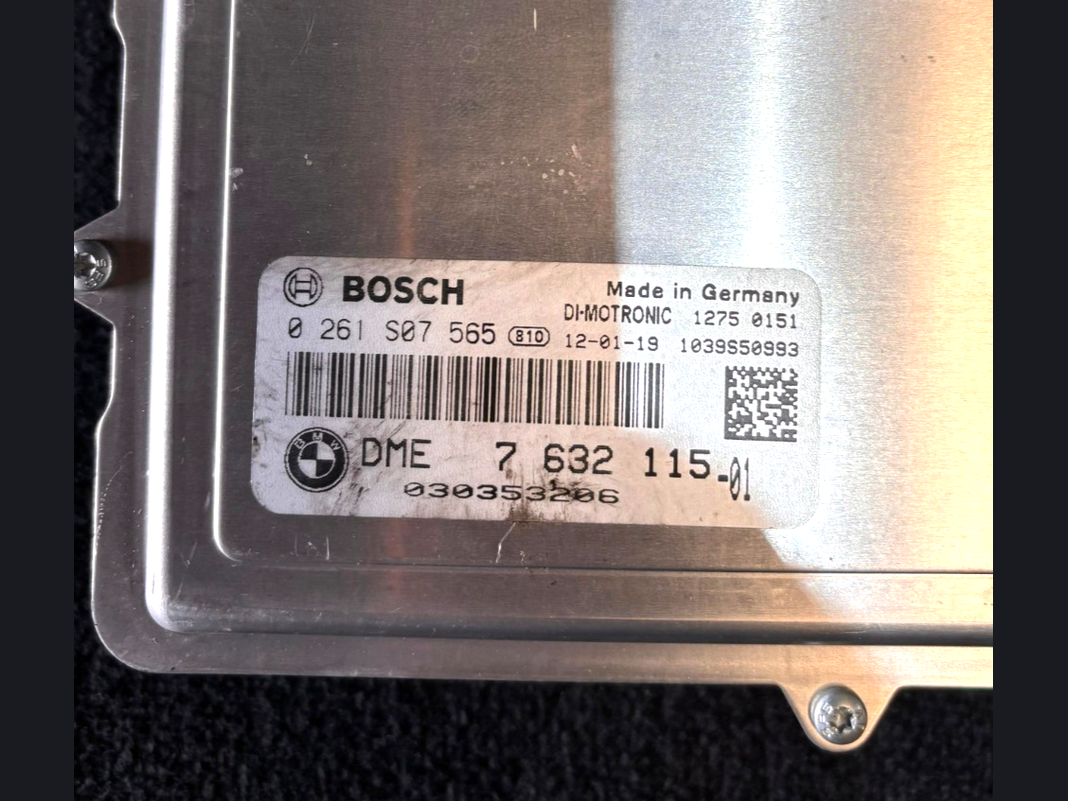 BOSCH
Made in Germany
DI-MOTRONIC 1275 0151
0 261 S07 565 810 12-01-19 1039S50993
BMW
DME 7 632 115-01
030353206